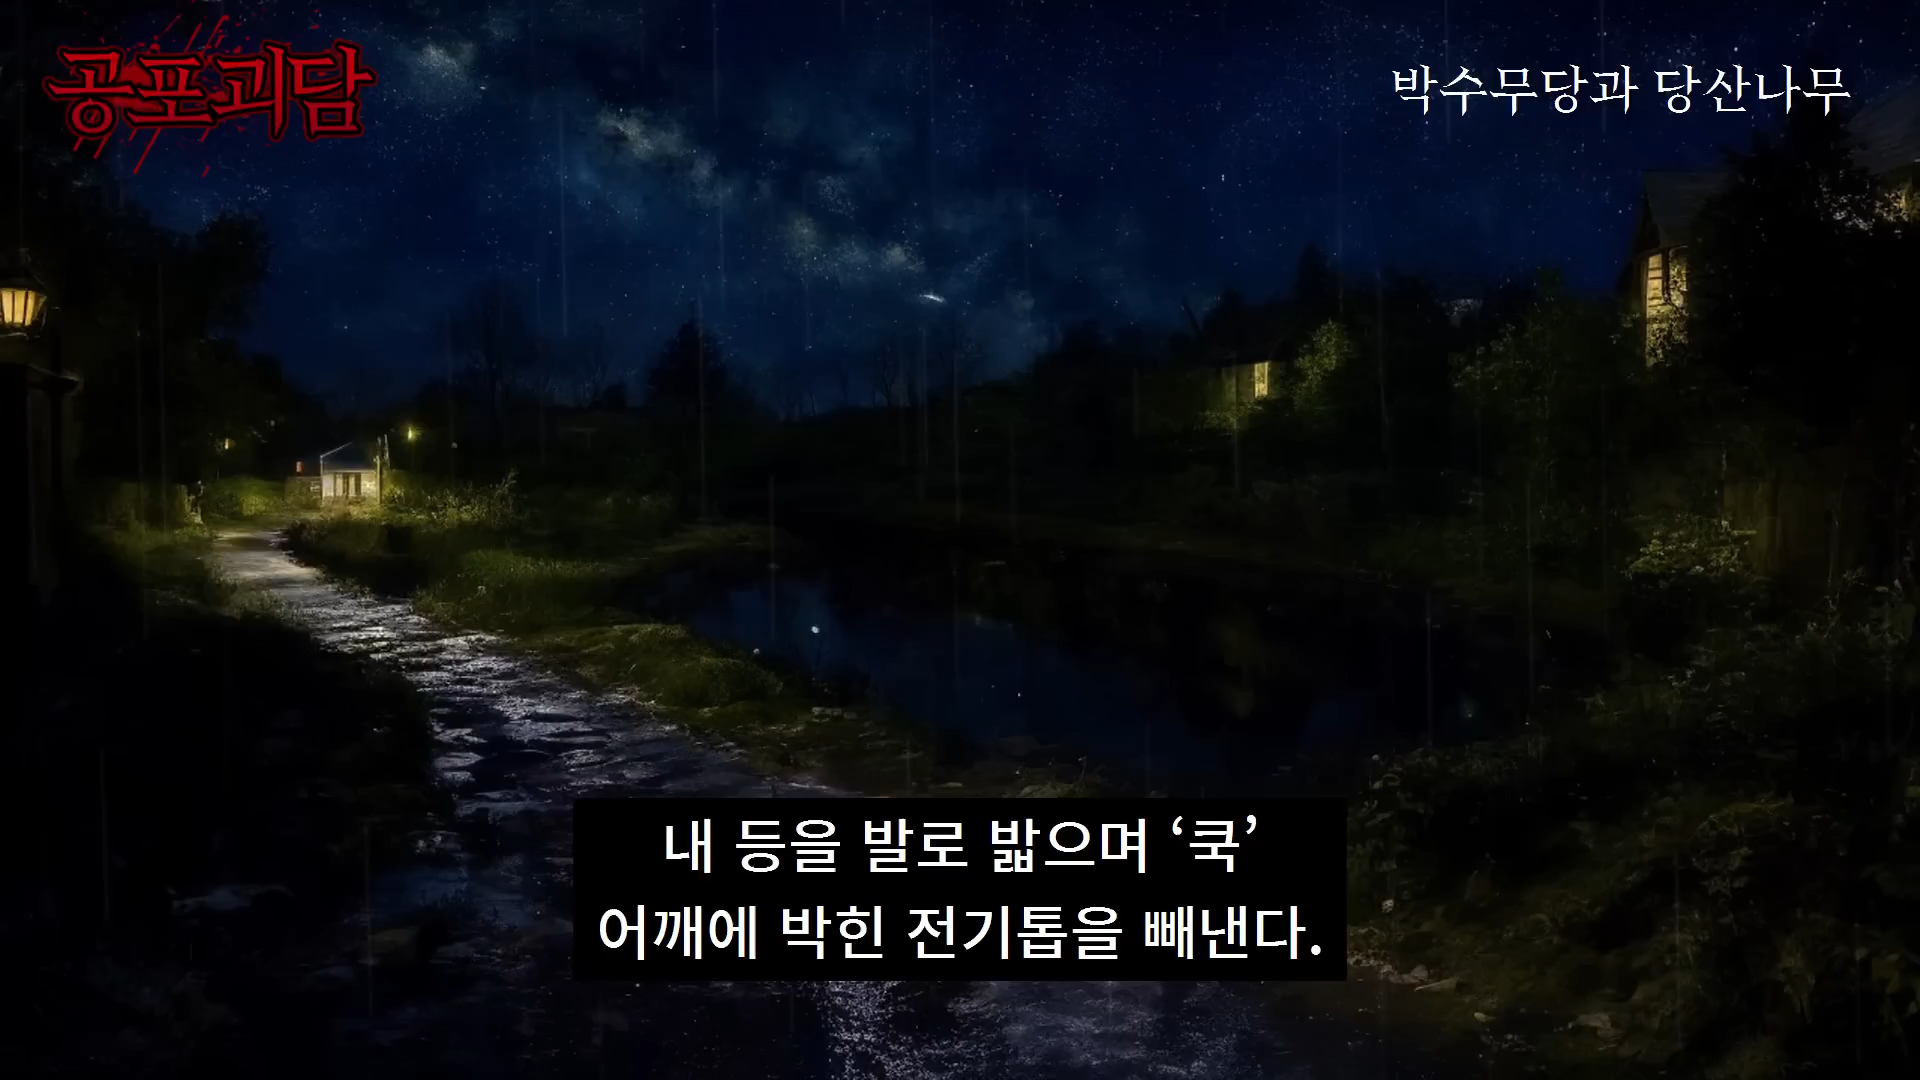 공포괴담
박수무당과 당산나무
내 등을 발로 밟으며 ‘쿡’
어깨에 박힌 전기톱을 빼낸다.